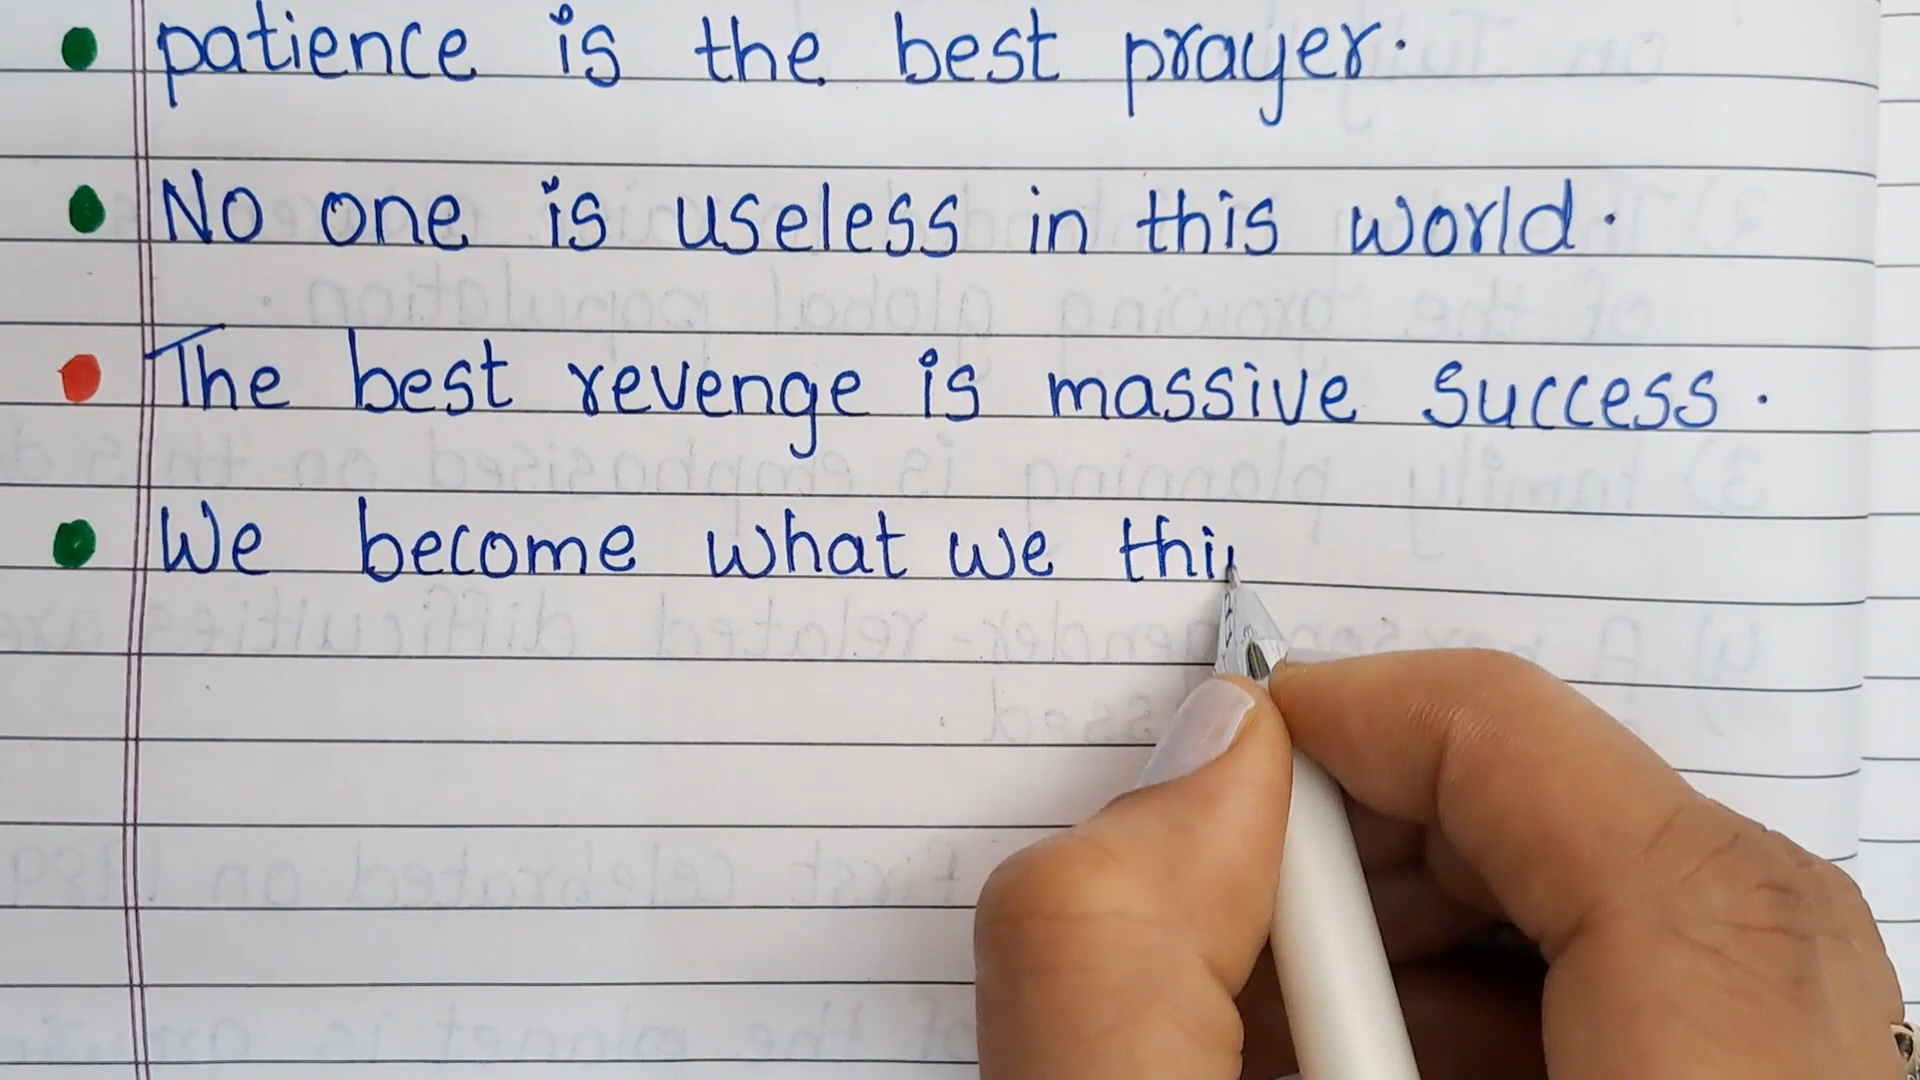 patience is the best prayer.
No one is useless in this world.
The best revenge is massive success.
We become what we thi